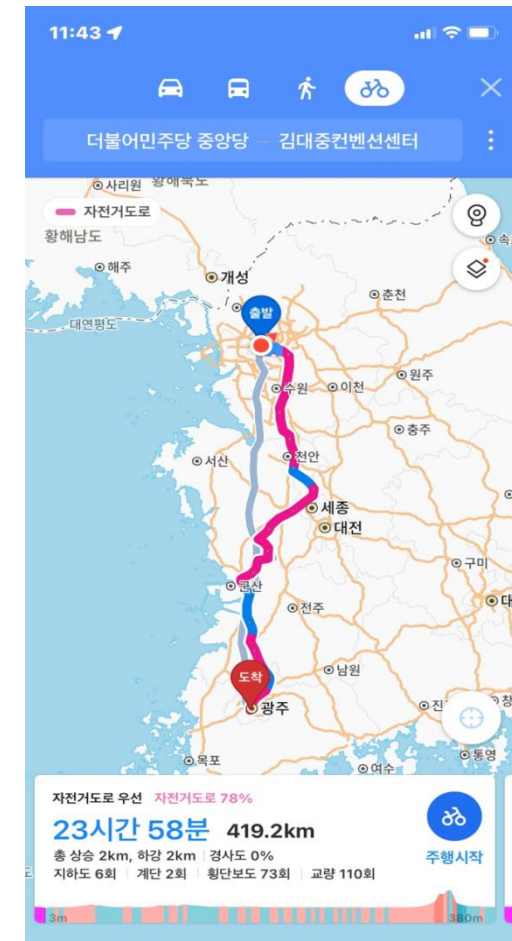 11:43
더불어민주당 중앙당 – 김대중컨벤션센터
사리원 황해북도
자전거도로
황해남도
해주
개성
속
대연평도
출발
춘천
수원
이천
원주
충주
천안
서산
세종
대전
구미
군산
대
전주
도착
남원
광주
진
창
목포
여수
통영
자전거도로 우선 자전거도로 78%
23시간 58분 419.2km
총 상승 2km, 하강 2km 경사도 0%
지하도 6회 계단 2회 횡단보도 73회 교량 110회
주행시작
3m
380m